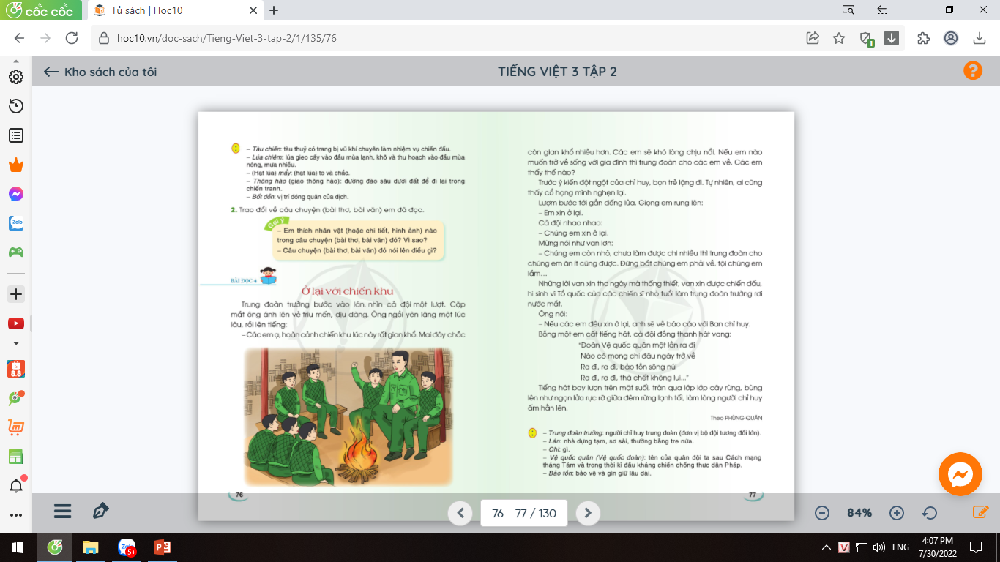 cốc cốc
Tủ sách | Hoc10
hoc10.vn/doc-sach/Tieng-Viet-3-tap-2/1/135/76
1
Kho sách của tôi
TIẾNG VIỆT 3 TẬP 2
– Tàu chiến: tàu thuỷ có trang bị vũ khí chuyên làm nhiệm vụ chiến đấu.
– Lúa chiêm: lúa gieo cấy vào đầu mùa lạnh, khô và thu hoạch vào đầu mùa
nóng, mưa nhiều.
– (Hạt lúa) mẩy: (hạt lúa) to và chắc.
– Thông hào (giao thông hào): đường đào sâu dưới đất để đi lại trong
chiến tranh.
– Bốt đồn: vị trí đóng quân của địch.
2. Trao đổi về câu chuyện (bài thơ, bài văn) em đã đọc.
Gợi ý
– Em thích nhân vật (hoặc chi tiết, hình ảnh) nào
trong câu chuyện (bài thơ, bài văn) đó? Vì sao?
– Câu chuyện (bài thơ, bài văn) đó nói lên điều gì?
BÀI ĐỌC 4
Ở lại với chiến khu
Trung đoàn trưởng bước vào lán, nhìn cả đội một lượt. Cặp
mắt ông ánh lên vẻ trìu mến, dịu dàng. Ông ngồi yên lặng một lúc
lâu, rồi lên tiếng:
– Các em ạ, hoàn cảnh chiến khu lúc này rất gian khổ. Mai đây chắc
76
còn gian khổ nhiều hơn. Các em sẽ khó lòng chịu nổi. Nếu em nào
muốn trở về sống với gia đình thì trung đoàn cho các em về. Các em
thấy thế nào?
Trước ý kiến đột ngột của chỉ huy, bọn trẻ lặng đi. Tự nhiên, ai cũng
thấy cổ họng mình nghẹn lại.
Lượm bước tới gần đống lửa. Giọng em rung lên:
– Em xin ở lại.
Cả đội nhao nhao:
– Chúng em xin ở lại.
Mừng nói như van lơn:
– Chúng em còn nhỏ, chưa làm được chi nhiều thì trung đoàn cho
chúng em ăn ít cũng được. Đừng bắt chúng em phải về, tội chúng em
lắm...
Những lời van xin thơ ngây mà thống thiết, van xin được chiến đấu,
hi sinh vì Tổ quốc của các chiến sĩ nhỏ tuổi làm trung đoàn trưởng rơi
nước mắt.
Ông nói:
– Nếu các em đều xin ở lại, anh sẽ về báo cáo với Ban chỉ huy.
Bỗng một em cất tiếng hát, cả đội đồng thanh hát vang:
“Đoàn Vệ quốc quân một lần ra đi
Nào có mong chi đâu ngày trở về
Ra đi, ra đi, bảo tồn sông núi
Ra đi, ra đi, thà chết không lui...”
Tiếng hát bay lượn trên mặt suối, tràn qua lớp lớp cây rừng, bùng
lên như ngọn lửa rực rỡ giữa đêm rừng lạnh tối, làm lòng người chỉ huy
ấm hẳn lên.
Theo PHÙNG QUÁN
– Trung đoàn trưởng: người chỉ huy trung đoàn (đơn vị bộ đội tương đối lớn).
– Lán: nhà dựng tạm, sơ sài, thường bằng tre nứa.
– Chi: gì.
– Vệ quốc quân (Vệ quốc đoàn): tên của quân đội ta sau Cách mạng
tháng Tám và trong thời kì đầu kháng chiến chống thực dân Pháp.
– Bảo tồn: bảo vệ và gìn giữ lâu dài.
77
Zalo
8.8
76 - 77 / 130
84%
5+
ENG
4:07 PM
7/30/2022